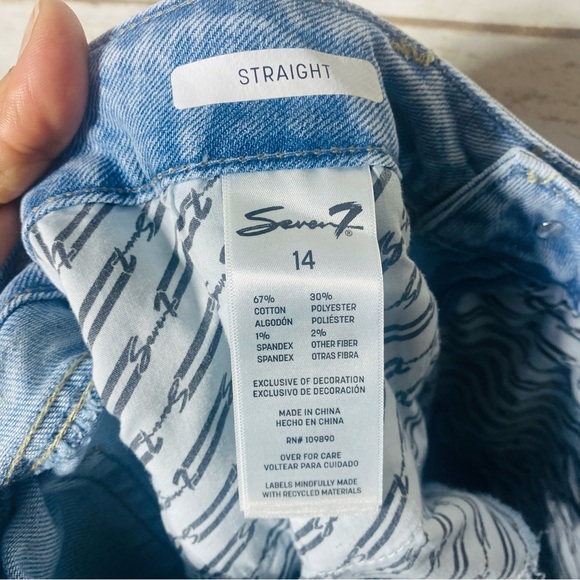 STRAIGHT
Seven7®
14
67% 30%
COTTON POLYESTER
ALGODÓN POLIÉSTER
1% 2%
SPANDEX OTHER FIBER
SPANDEX OTRAS FIBRA
EXCLUSIVE OF DECORATION
EXCLUSIVO DE DECORACIÓN
MADE IN CHINA
HECHO EN CHINA
RN# 109890
OVER FOR CARE
VOLTEAR PARA CUIDADO
LABELS MINDFULLY MADE
WITH RECYCLED MATERIALS